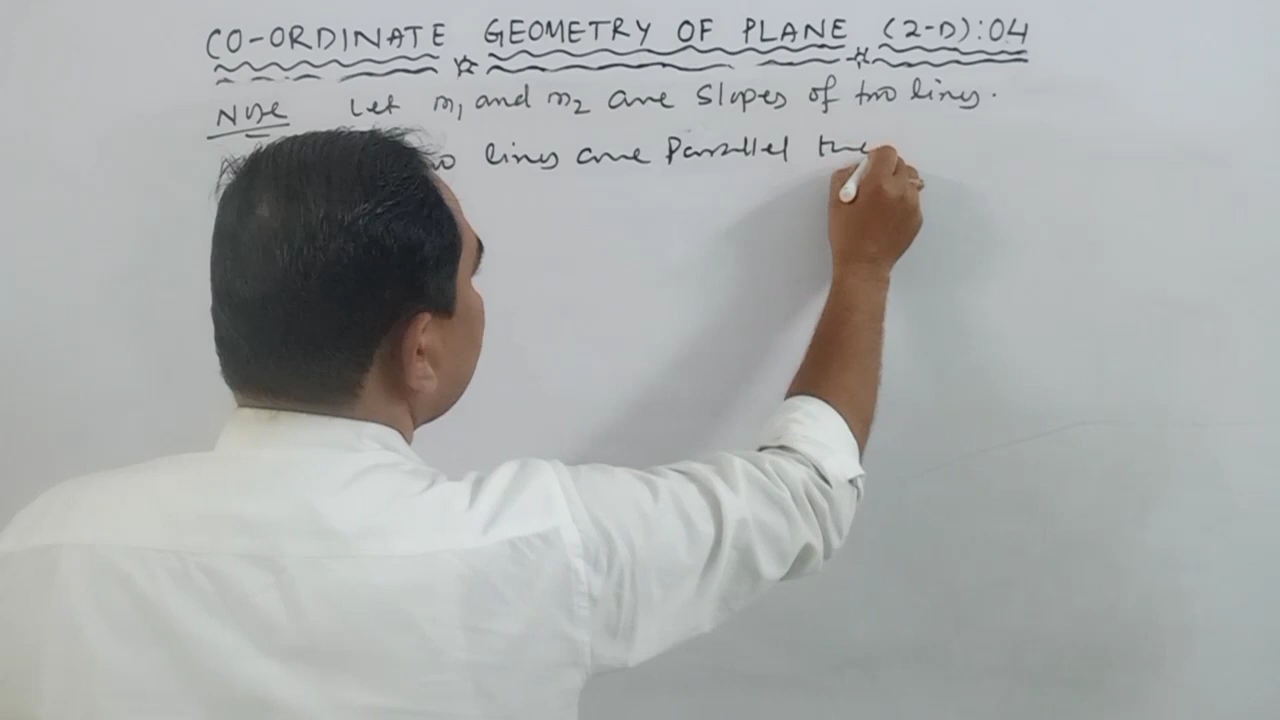 CO-ORDINATE GEOMETRY OF PLANE (2-D):04
Note Let m₁ and m₂ are slopes of two lines.
lines are Parallel the